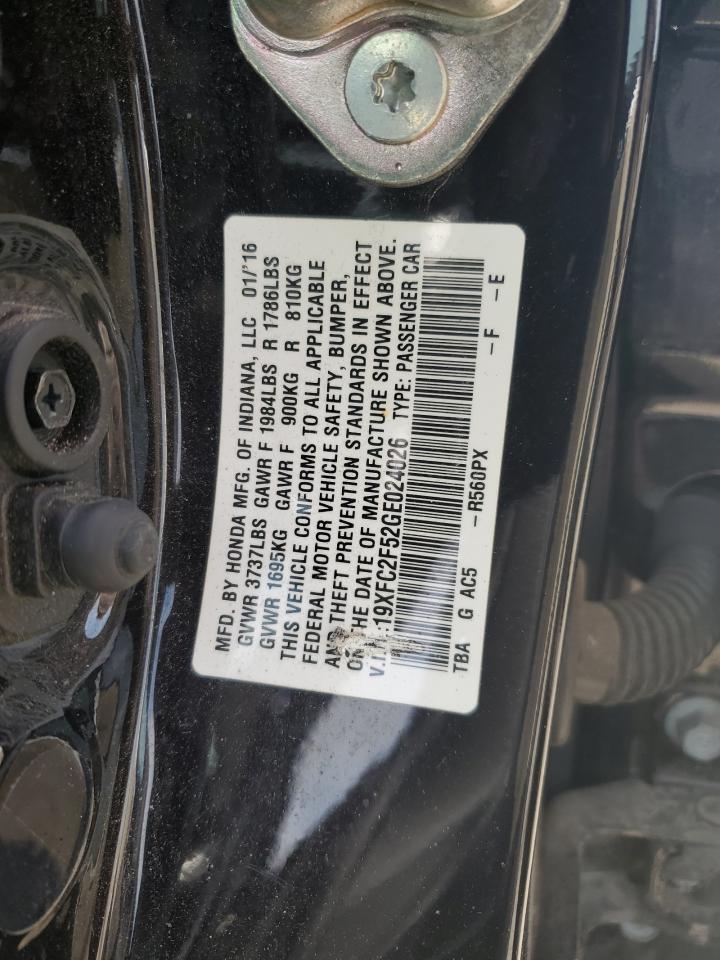 MFD. BY HONDA MFG. OF INDIANA, LLC 01/'16
GVWR 3737LBS GAWR F 1984LBS R 1786LBS
GVWR 1695KG GAWR F 900KG R 810KG
THIS VEHICLE CONFORMS TO ALL APPLICABLE
FEDERAL MOTOR VEHICLE SAFETY, BUMPER,
AND THEFT PREVENTION STANDARDS IN EFFECT
ON THE DATE OF MANUFACTURE SHOWN ABOVE.
V.I.N.:19XFC2F52GE024026 TYPE: PASSENGER CAR
TBA G AC5 -R560PX -F -E